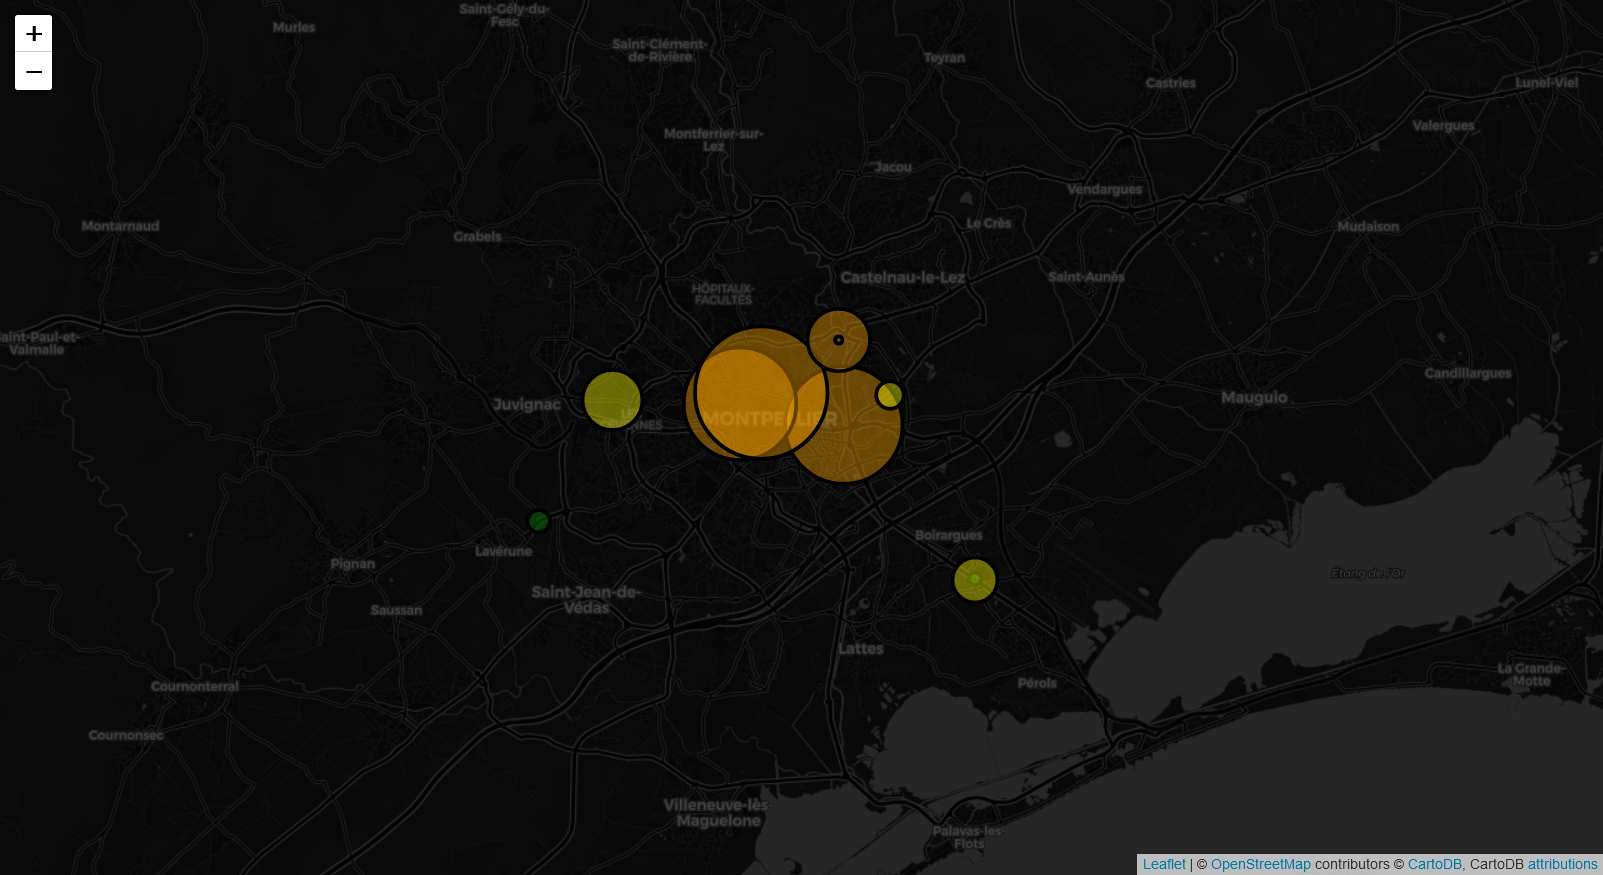 Saint-Gély-du-
Fesc
Murles
+
−
Saint-Clément-
de-Rivière
Teyran
Castries
Lunel-Viel
Valergues
Montferrier-sur-
Lez
Jacou
Vendargues
Montarnaud
Grabels
Le Crès
Mudaison
Castelnau-le-Lez
Saint-Aunès
HÔPITAUX-
FACULTÉS
Saint-Paul-et-
Valmalle
Candillargues
Juvignac
Mauguio
MONTPELLIER
Boirargues
Lavérune
Pignan
Étang de l'Or
Saint-Jean-de-
Védas
Saussan
Lattes
La Grande-
Motte
Pérols
Cournonterral
Cournonsec
Villeneuve-lès-
Maguelone
Palavas-les-
Flots
Leaflet | © OpenStreetMap contributors © CartoDB, CartoDB attributions